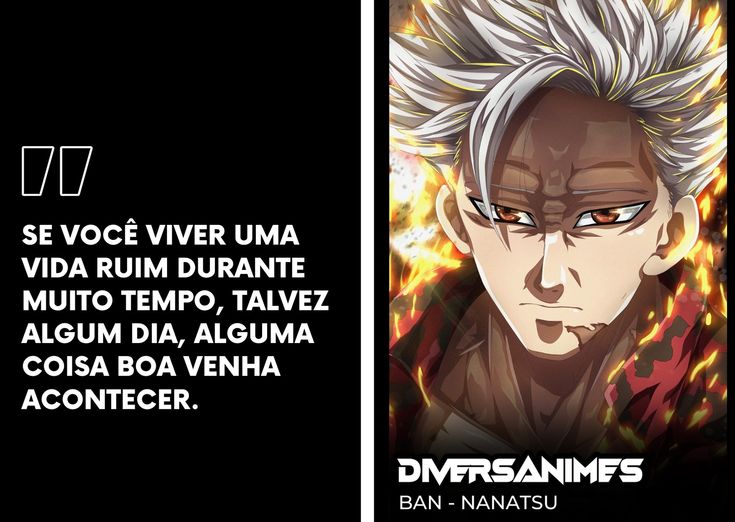 SE VOCÊ VIVER UMA
VIDA RUIM DURANTE
MUITO TEMPO, TALVEZ
ALGUM DIA, ALGUMA
COISA BOA VENHA
ACONTECER.
DIVERSANIMES
BAN - NANATSU